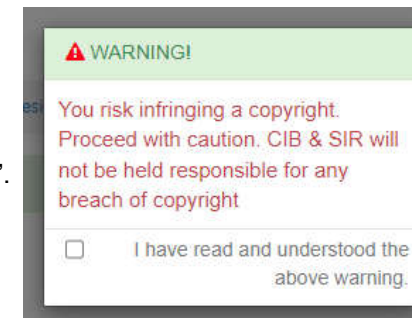 WARNING!
esi
You risk infringing a copyright.
Proceed with caution. CIB & SIR will
not be held responsible for any
breach of copyright
I have read and understood the
above warning.